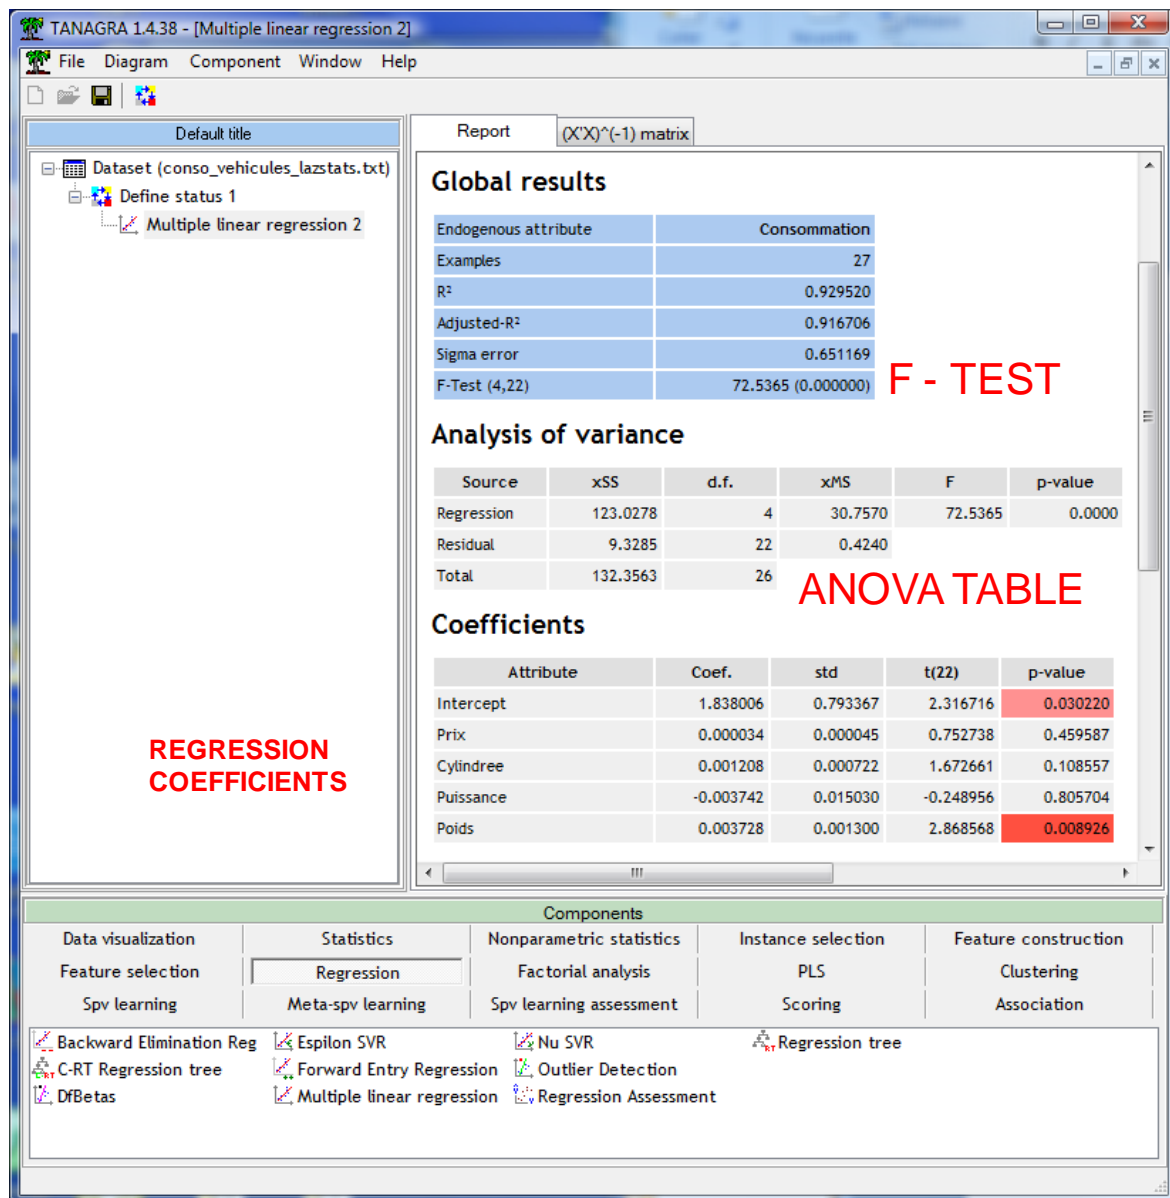 TANAGRA 1.4.38 - [Multiple linear regression 2]
File Diagram Component Window Help
Default title
Dataset (conso_vehicules_lazstats.txt)
Define status 1
Multiple linear regression 2
Report (X'X)^(-1) matrix
Global results
Endogenous attribute Consommation
Examples 27
R² 0.929520
Adjusted-R² 0.916706
Sigma error 0.651169
F-Test (4,22) 72.5365 (0.000000)
F - TEST
Analysis of variance
Source xSS d.f. xMS F p-value
Regression 123.0278 4 30.7570 72.5365 0.0000
Residual 9.3285 22 0.4240
Total 132.3563 26
ANOVA TABLE
Coefficients
Attribute Coef. std t(22) p-value
Intercept 1.838006 0.793367 2.316716 0.030220
Prix 0.000034 0.000045 0.752738 0.459587
Cylindree 0.001208 0.000722 1.672661 0.108557
Puissance -0.003742 0.015030 -0.248956 0.805704
Poids 0.003728 0.001300 2.868568 0.008926
REGRESSION
COEFFICIENTS
Components
Data visualization Statistics Nonparametric statistics Instance selection Feature construction
Feature selection Regression Factorial analysis PLS Clustering
Spv learning Meta-spv learning Spv learning assessment Scoring Association
Backward Elimination Reg Espilon SVR Nu SVR Regression tree
C-RT Regression tree Forward Entry Regression Outlier Detection
DfBetas Multiple linear regression Regression Assessment